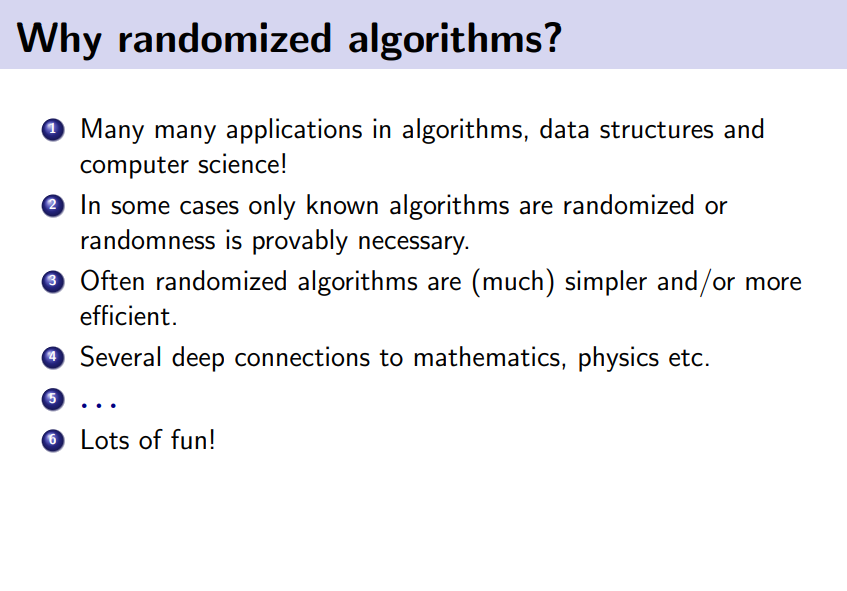 Why randomized algorithms?
1 Many many applications in algorithms, data structures and
computer science!
2 In some cases only known algorithms are randomized or
randomness is provably necessary.
3 Often randomized algorithms are (much) simpler and/or more
efficient.
4 Several deep connections to mathematics, physics etc.
5 . . .
6 Lots of fun!